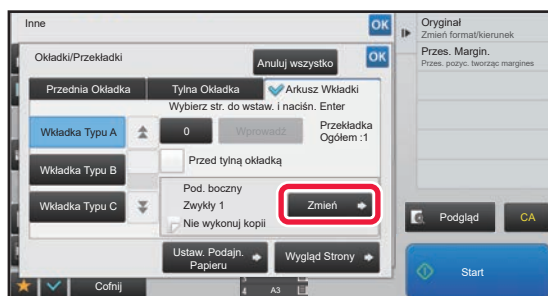 Inne
OK
Oryginał
Zmień format/kierunek
Przes. Margin.
Przes. pozyc. tworząc margines
Okładki/Przekładki
Anuluj wszystko
OK
Przednia Okładka
Tylna Okładka
Arkusz Wkładki
Wybierz str. do wstaw. i naciśn. Enter
Wkładka Typu A
0
Wprowadź
Przekładka
Ogółem :1
Przed tylną okładką
Wkładka Typu B
Pod. boczny
Zwykły 1
Zmień
Wkładka Typu C
Nie wykonuj kopii
Podgląd
CA
Ustaw. Podajn.
Papieru
Wygląd Strony
Start
Cofnij
4 A3